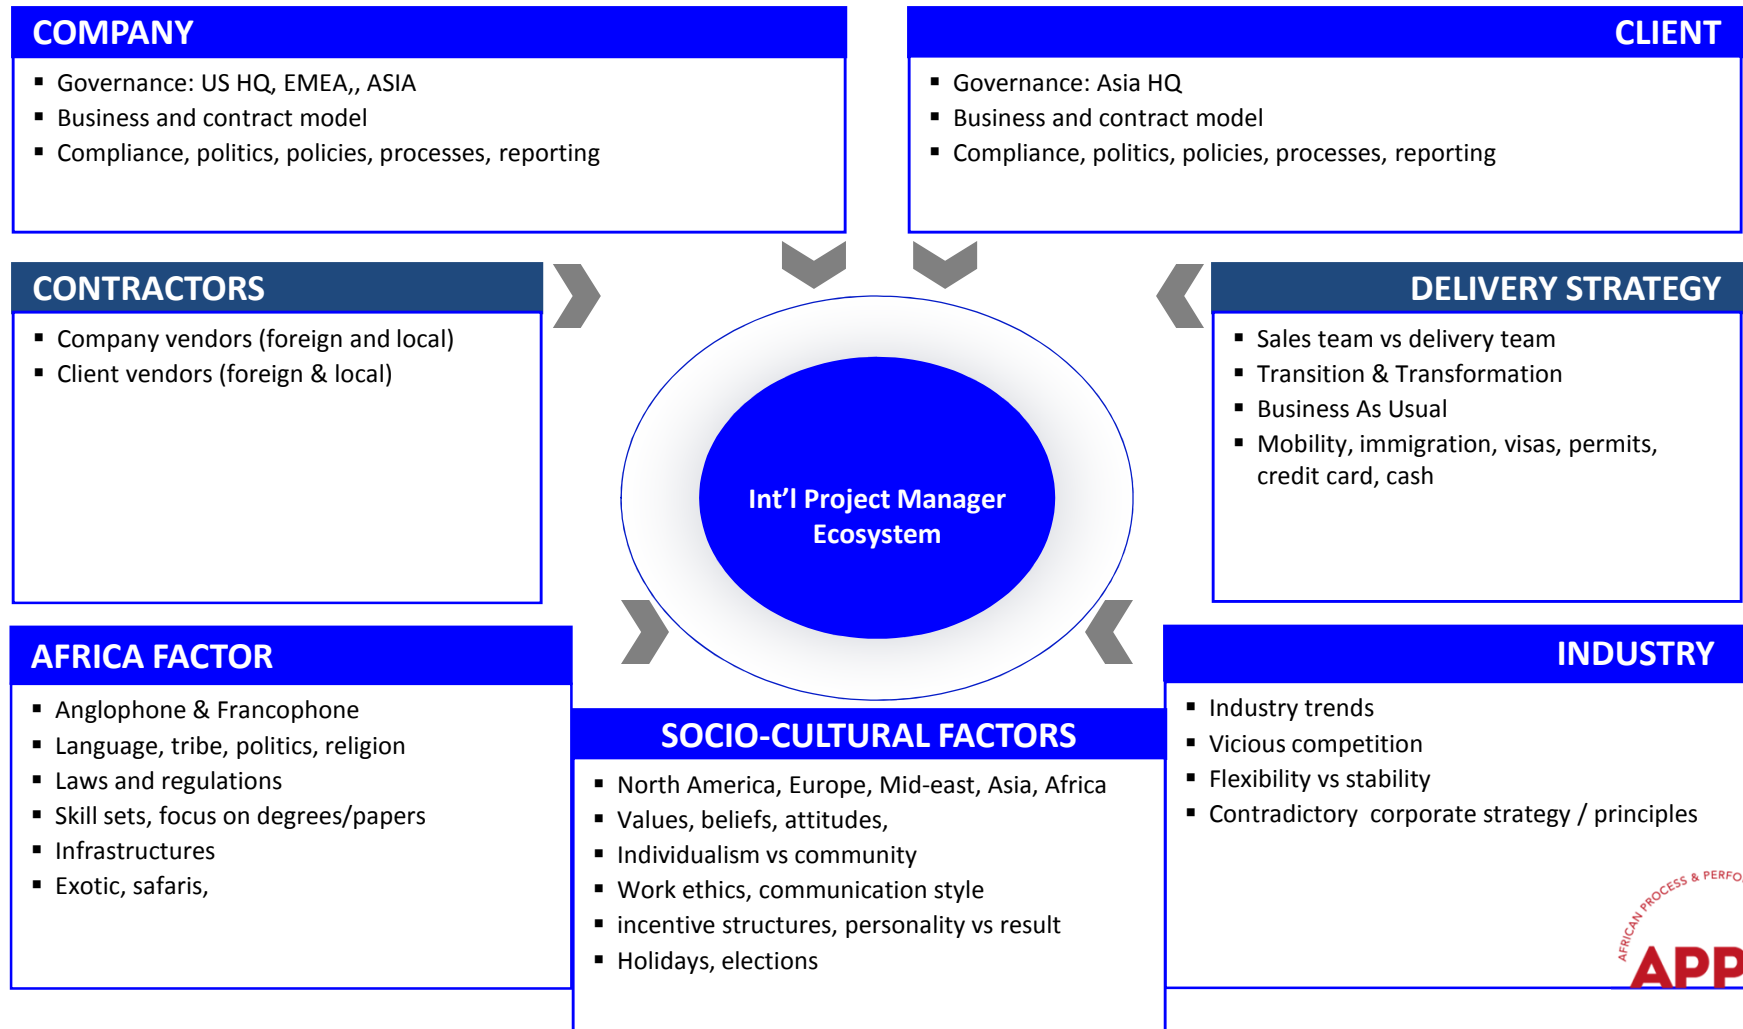 COMPANY
▪ Governance: US HQ, EMEA,, ASIA
▪ Business and contract model
▪ Compliance, politics, policies, processes, reporting
CLIENT
▪ Governance: Asia HQ
▪ Business and contract model
▪ Compliance, politics, policies, processes, reporting
CONTRACTORS
▪ Company vendors (foreign and local)
▪ Client vendors (foreign & local)
DELIVERY STRATEGY
▪ Sales team vs delivery team
▪ Transition & Transformation
▪ Business As Usual
▪ Mobility, immigration, visas, permits,
credit card, cash
Int’l Project Manager
Ecosystem
AFRICA FACTOR
▪ Anglophone & Francophone
▪ Language, tribe, politics, religion
▪ Laws and regulations
▪ Skill sets, focus on degrees/papers
▪ Infrastructures
▪ Exotic, safaris,
SOCIO-CULTURAL FACTORS
▪ North America, Europe, Mid-east, Asia, Africa
▪ Values, beliefs, attitudes,
▪ Individualism vs community
▪ Work ethics, communication style
▪ incentive structures, personality vs result
▪ Holidays, elections
INDUSTRY
▪ Industry trends
▪ Vicious competition
▪ Flexibility vs stability
▪ Contradictory  corporate strategy / principles
AFRICAN PROCESS & PERFO
APP